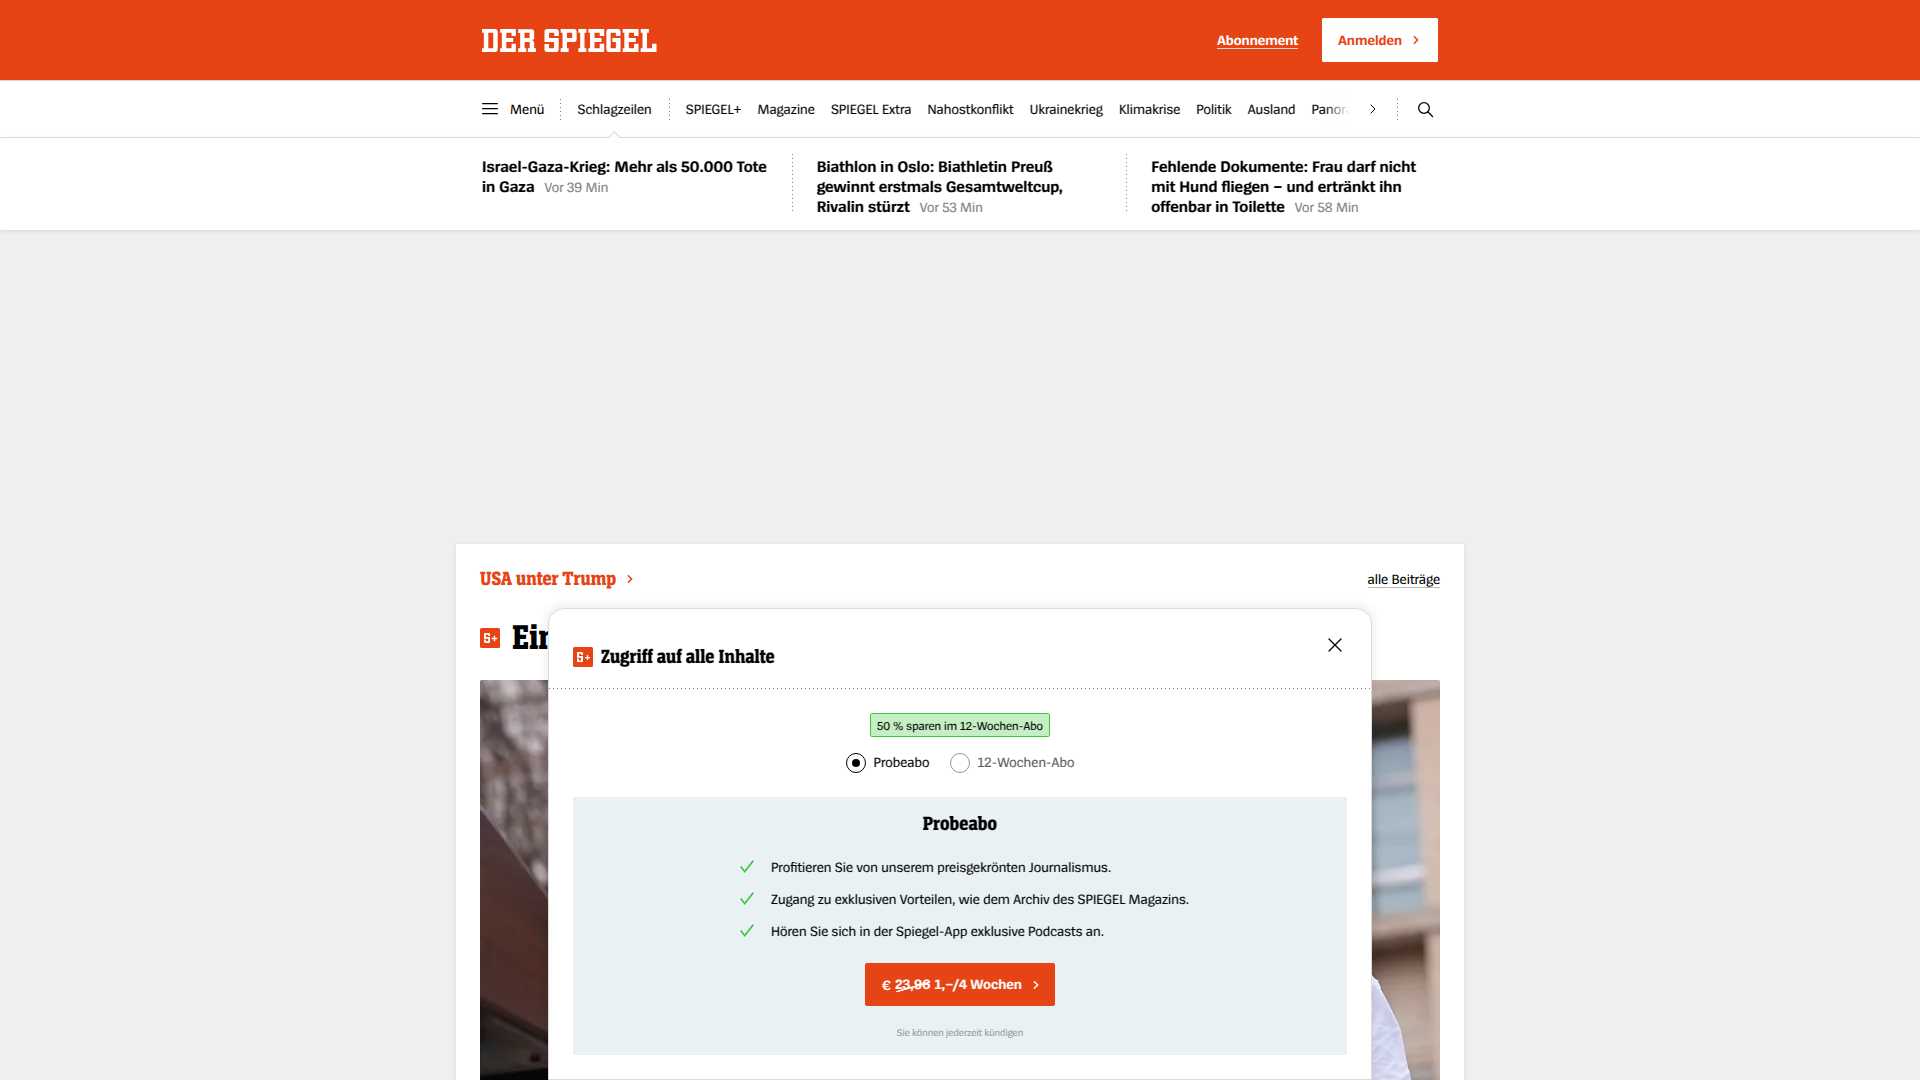 DER SPIEGEL
Abonnement
Anmelden
Menü
Schlagzeilen
SPIEGEL+
Magazine
SPIEGEL Extra
Nahostkonflikt
Ukrainekrieg
Klimakrise
Politik
Ausland
Israel-Gaza-Krieg: Mehr als 50.000 Tote
in Gaza Vor 39 Min
Biathlon in Oslo: Biathletin Preuß
gewinnt erstmals Gesamtweltcup,
Rivalin stürzt Vor 53 Min
Fehlende Dokumente: Frau darf nicht
mit Hund fliegen – und ertränkt ihn
offenbar in Toilette Vor 58 Min
USA unter Trump
alle Beiträge
Zugriff auf alle Inhalte
50 % sparen im 12-Wochen-Abo
Probeabo
12-Wochen-Abo
Probeabo
Profitieren Sie von unserem preisgekrönten Journalismus.
Zugang zu exklusiven Vorteilen, wie dem Archiv des SPIEGEL Magazins.
Hören Sie sich in der Spiegel-App exklusive Podcasts an.
€ 23,96 1,–/4 Wochen
Sie können jederzeit kündigen